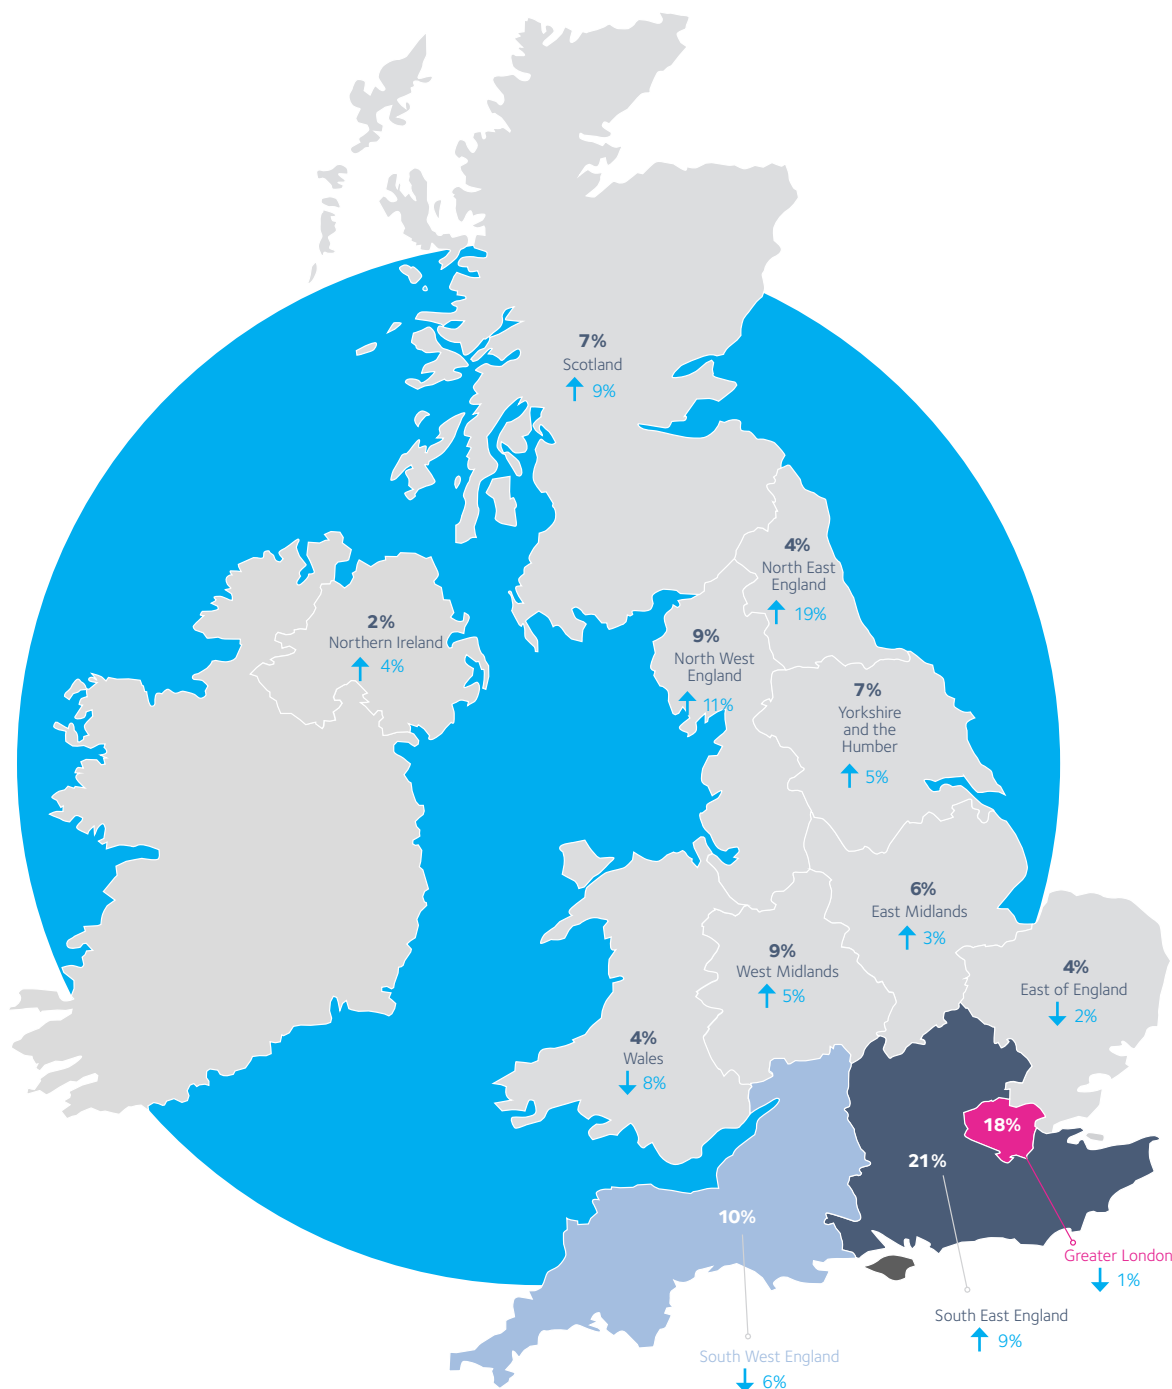 7%
Scotland
9%
4%
North East
England
19%
2%
Northern Ireland
4%
9%
North West
England
11%
7%
Yorkshire
and the
Humber
5%
6%
East Midlands
3%
9%
West Midlands
5%
4%
East of England
2%
4%
Wales
8%
18%
21%
10%
Greater London
1%
South East England
9%
South West England
6%